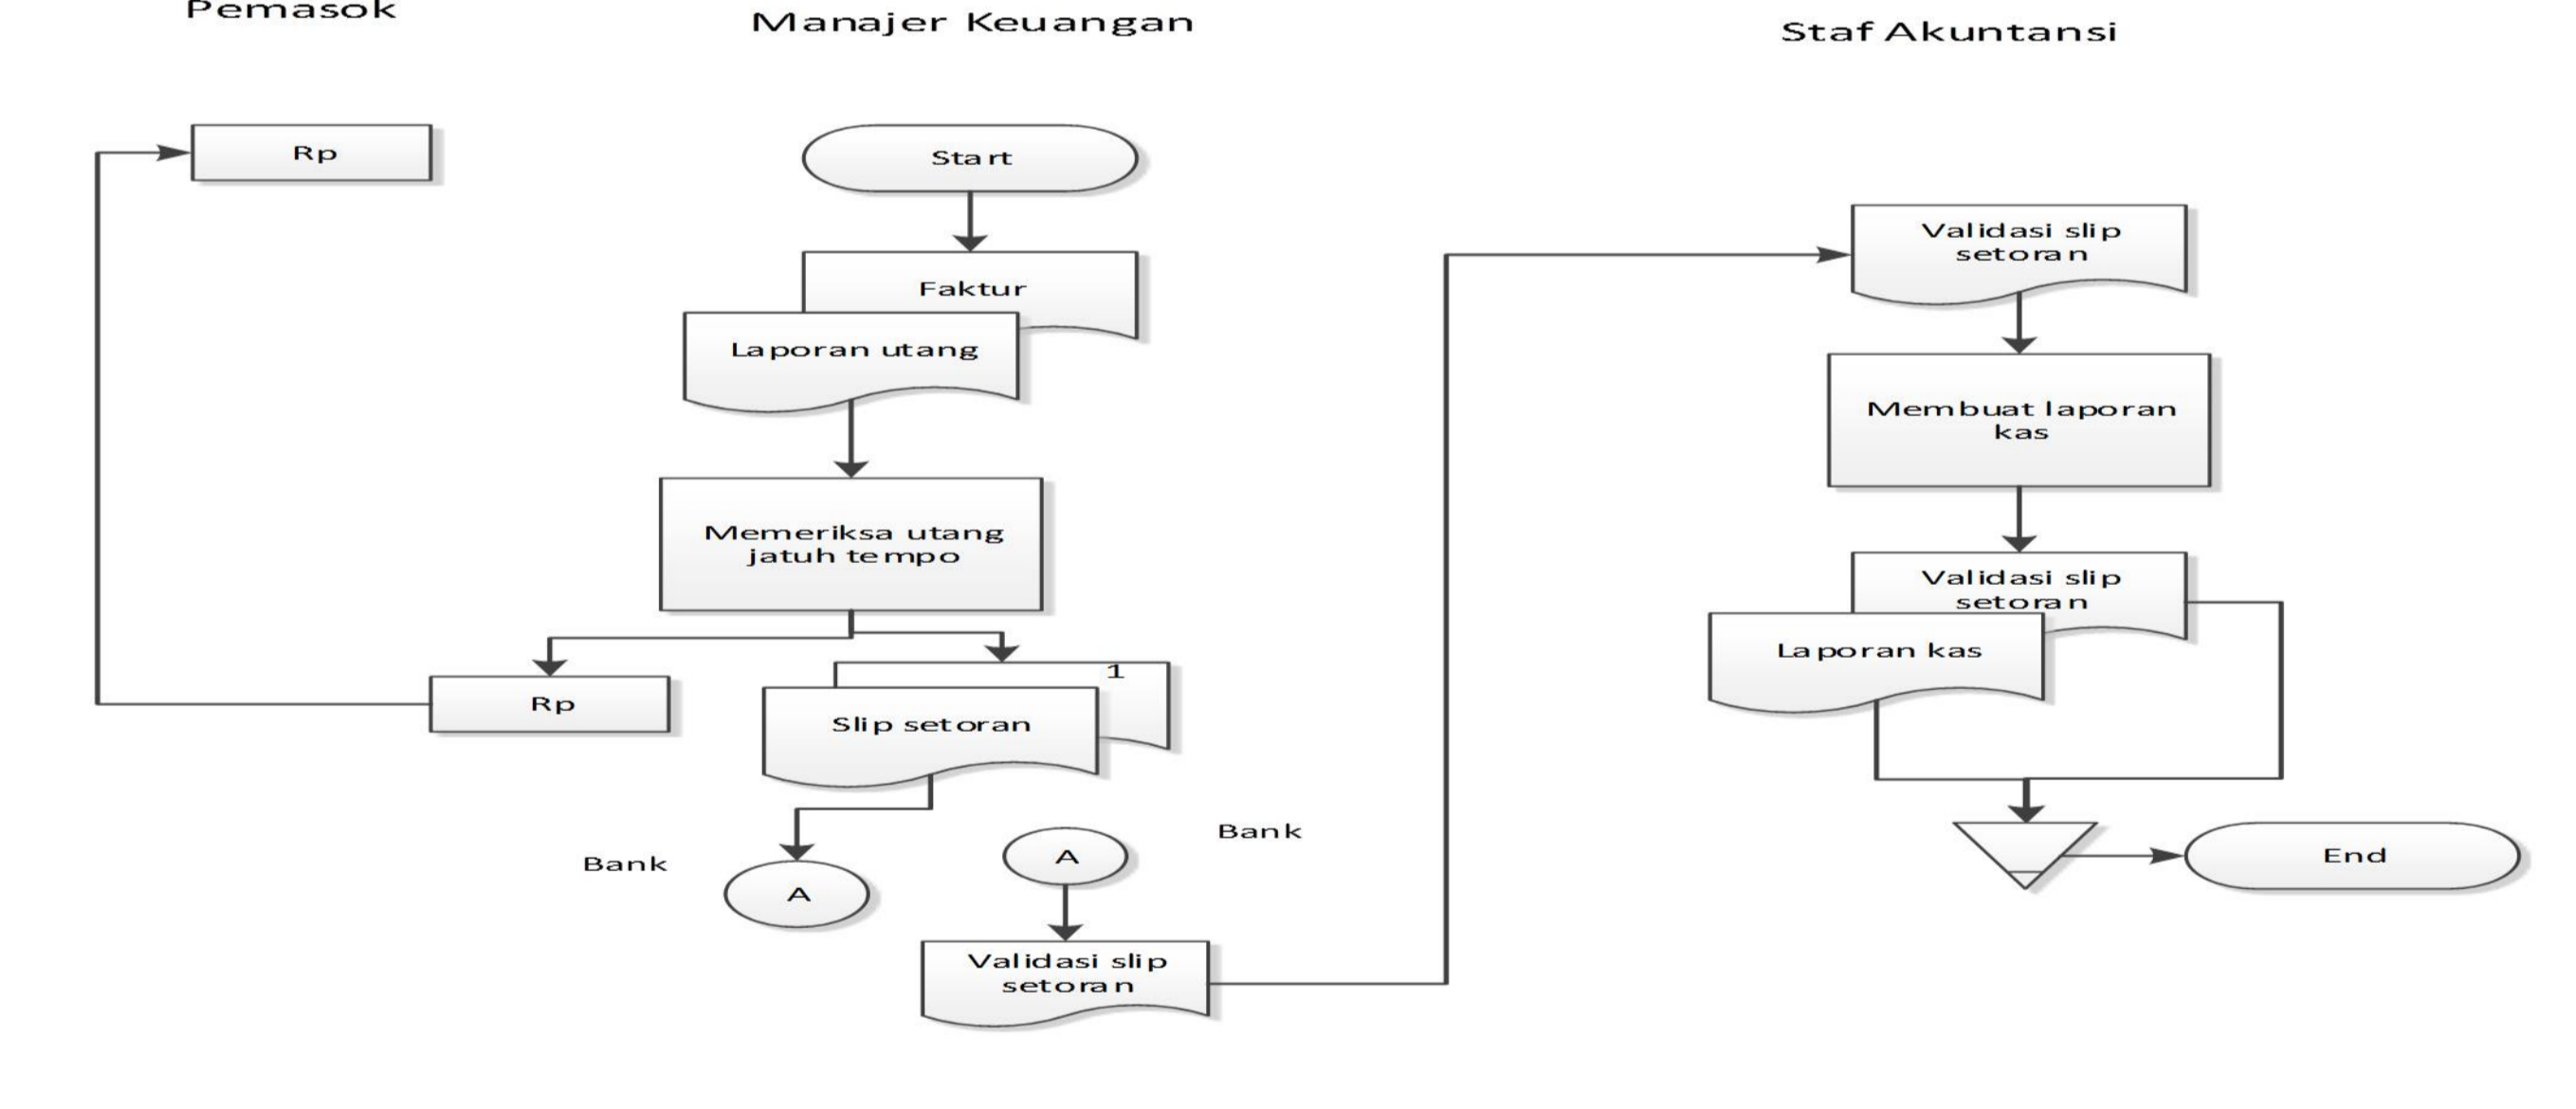 Pemasok
Manajer Keuangan
Staf Akuntansi
Rp
Start
Faktur
Laporan utang
Memeriksa utang
jatuh tempo
Rp
1
Slip setoran
Bank
A
A
Bank
Validasi slip
setoran
Validasi slip
setoran
Membuat laporan
kas
Validasi slip
setoran
Laporan kas
End